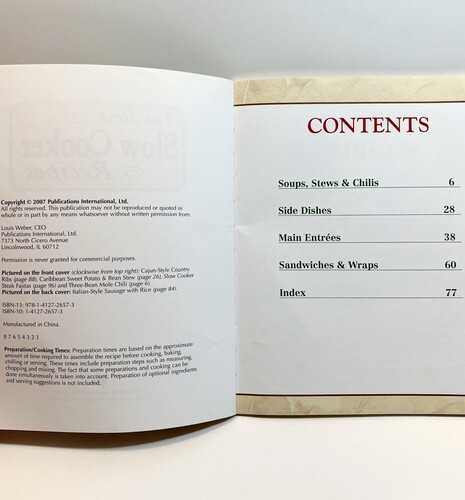 Copyright © 2007 Publications International, Ltd.
All rights reserved. This publication may not be reproduced or quoted in
whole or in part by any means whatsoever without written permission from:
Louis Weber, CEO
Publications International, Ltd.
7373 North Cicero Avenue
Lincolnwood, IL 60712
Permission is never granted for commercial purposes.
Pictured on the front cover (clockwise from top right): Cajun-Style Country
Ribs (page 88), Caribbean Sweet Potato & Bean Stew (page 26), Slow Cooker
Steak Fajitas (page 96) and Three-Bean Mole Chili (page 6).
Pictured on the back cover: Italian-Style Sausage with Rice (page 84).
ISBN-13: 978-1-4127-2657-3
ISBN-10: 1-4127-2657-3
Manufactured in China.
8 7 6 5 4 3 2 1
Preparation/Cooking Times: Preparation times are based on the approximate
amount of time required to assemble the recipe before cooking, baking,
chilling or serving. These times include preparation steps such as measuring,
chopping and mixing. The fact that some preparations and cooking can be
done simultaneously is taken into account. Preparation of optional ingredients
and serving suggestions is not included.
CONTENTS
Soups, Stews & Chilis 6
Side Dishes 28
Main Entrées 38
Sandwiches & Wraps 60
Index 77